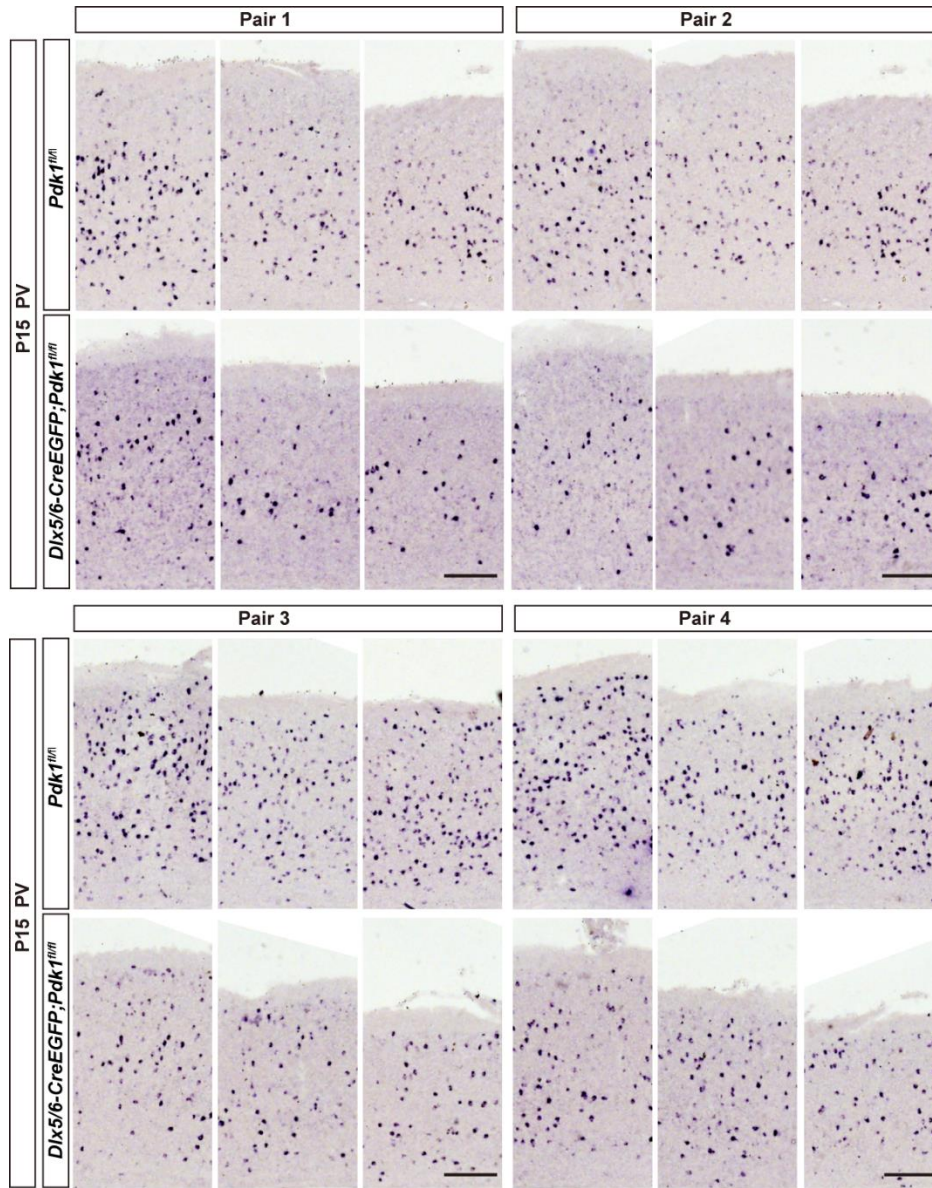 Pair 1
Pair 2
P15 PV
Pdk1fl/fl
Dlx5/6-CreEGFP;Pdk1fl/fl
Pair 3
Pair 4
P15 PV
Pdk1fl/fl
Dlx5/6-CreEGFP;Pdk1fl/fl